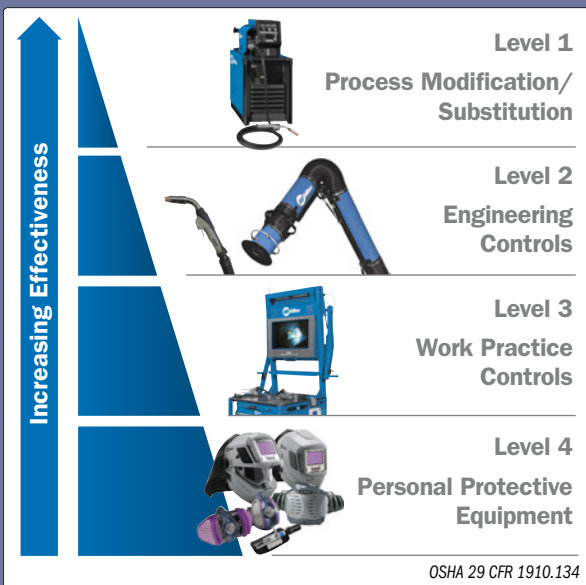 Increasing Effectiveness
Level 1
Process Modification/
Substitution
Level 2
Engineering
Controls
Level 3
Work Practice
Controls
Level 4
Personal Protective
Equipment
OSHA 29 CFR 1910.134